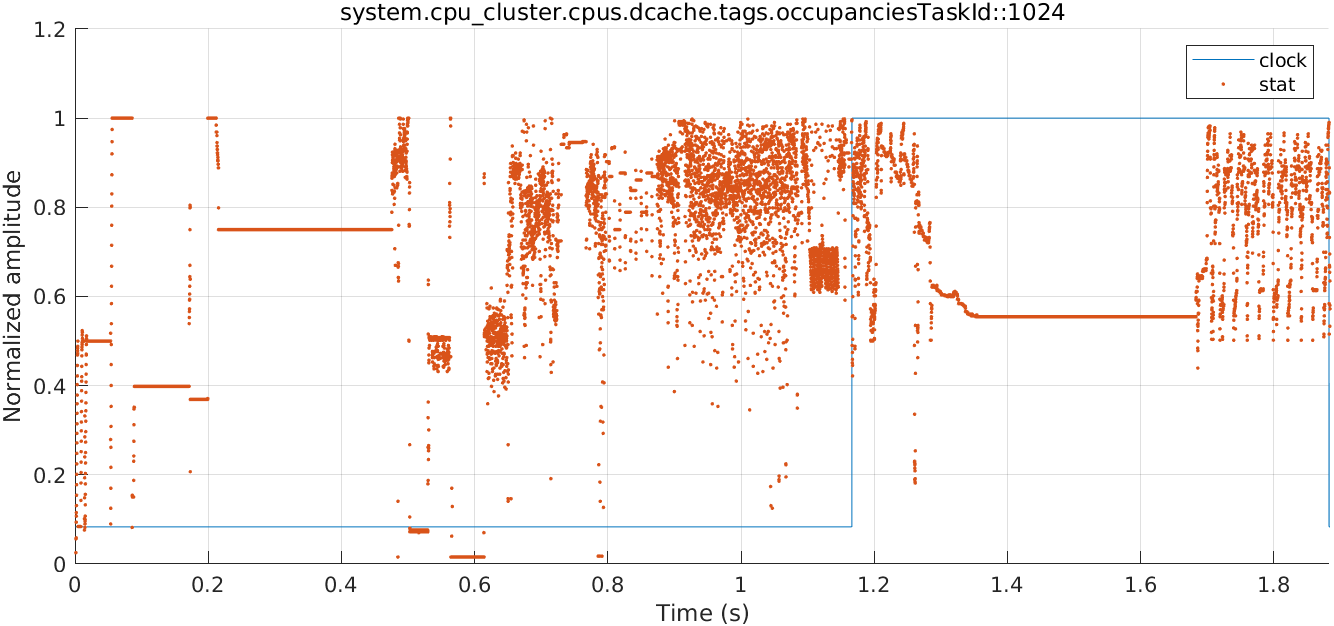 system.cpu_cluster.cpus.dcache.tags.occupanciesTaskId::1024
1.2
1
0.8
0.6
0.4
0.2
0
Normalized amplitude
clock
stat
0 0.2 0.4 0.6 0.8 1 1.2 1.4 1.6 1.8
Time (s)